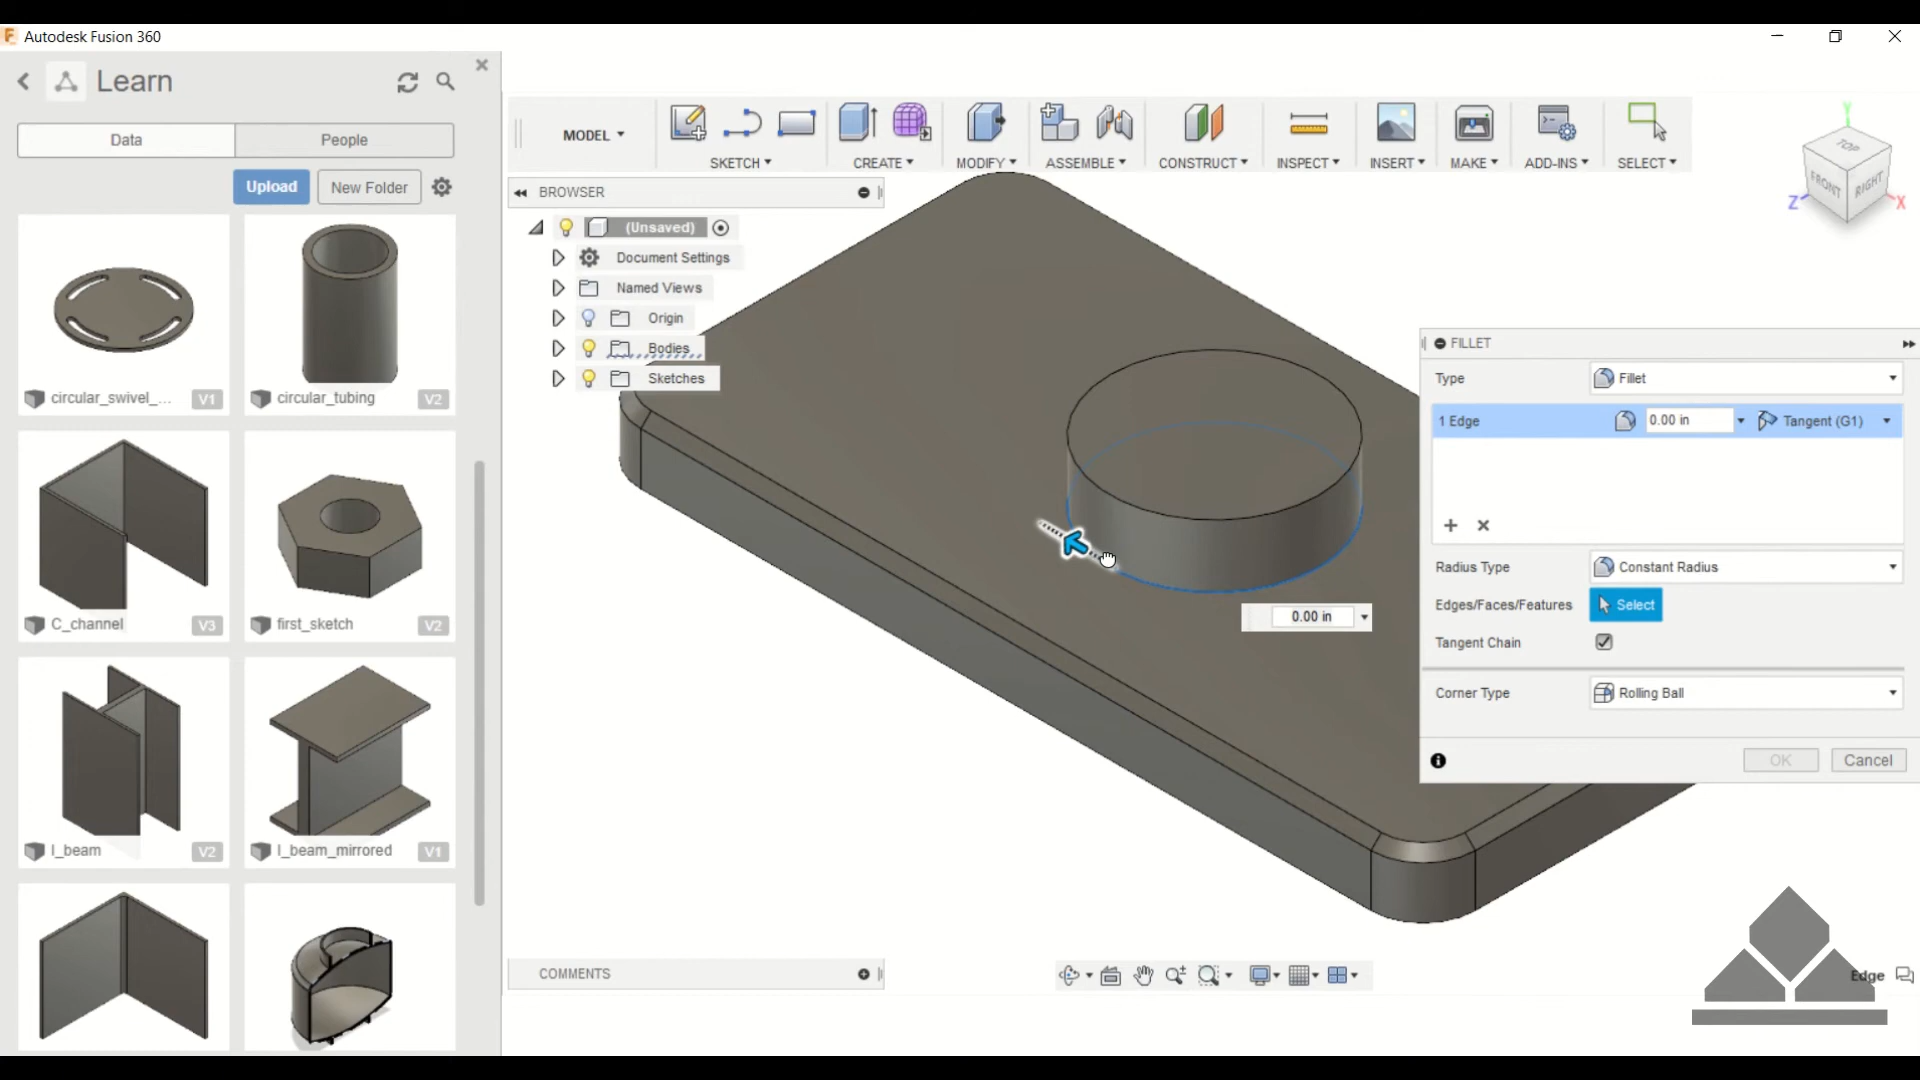 Autodesk Fusion 360
Learn
Data People
Upload New Folder
circular_swivel_... V1
circular_tubing V2
C_channel V3
first_sketch V2
I_beam V2
I_beam_mirrored V1
MODEL
SKETCH CREATE MODIFY ASSEMBLE CONSTRUCT INSPECT INSERT MAKE ADD-INS SELECT
BROWSER
(Unsaved)
Document Settings
Named Views
Origin
Bodies
Sketches
TOP
FRONT RIGHT
Y
Z X
FILLET
Type Fillet
1 Edge 0.00 in Tangent (G1)
Radius Type Constant Radius
Edges/Faces/Features Select
Tangent Chain
Corner Type Rolling Ball
OK Cancel
0.00 in
COMMENTS
Edge